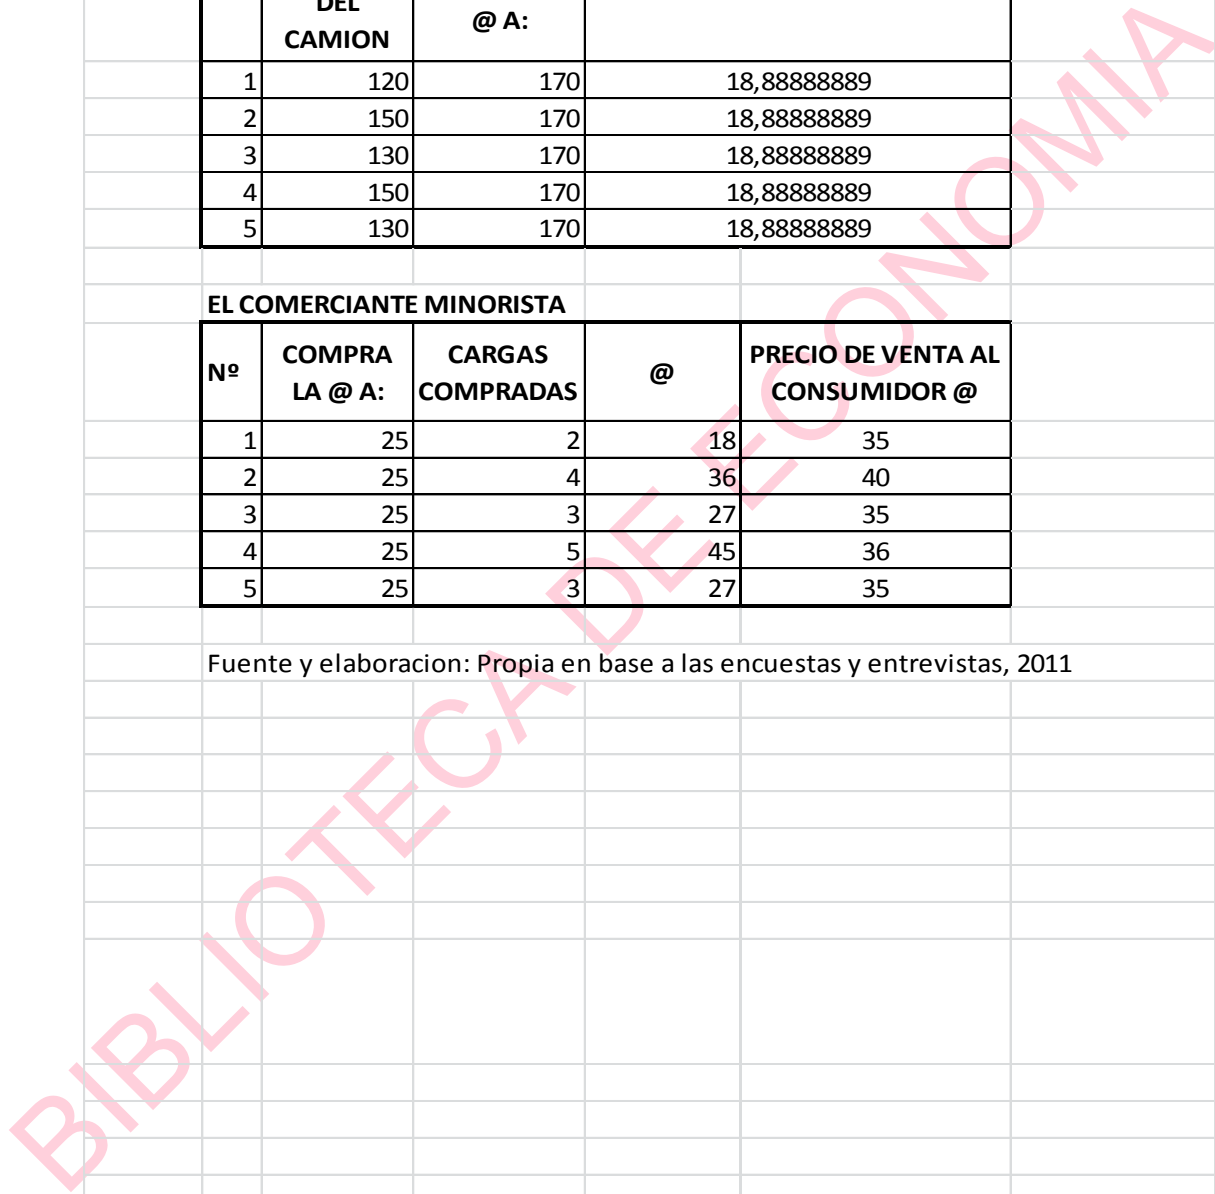 DEL
CAMION @ A:
1 120 170 18,88888889
2 150 170 18,88888889
3 130 170 18,88888889
4 150 170 18,88888889
5 130 170 18,88888889
EL COMERCIANTE MINORISTA
Nº COMPRA LA @ A: CARGAS COMPRADAS @ PRECIO DE VENTA AL CONSUMIDOR @
1 25 2 18 35
2 25 4 36 40
3 25 3 27 35
4 25 5 45 36
5 25 3 27 35
Fuente y elaboracion: Propia en base a las encuestas y entrevistas, 2011
BIBLIOTECA DE ECONOMIA